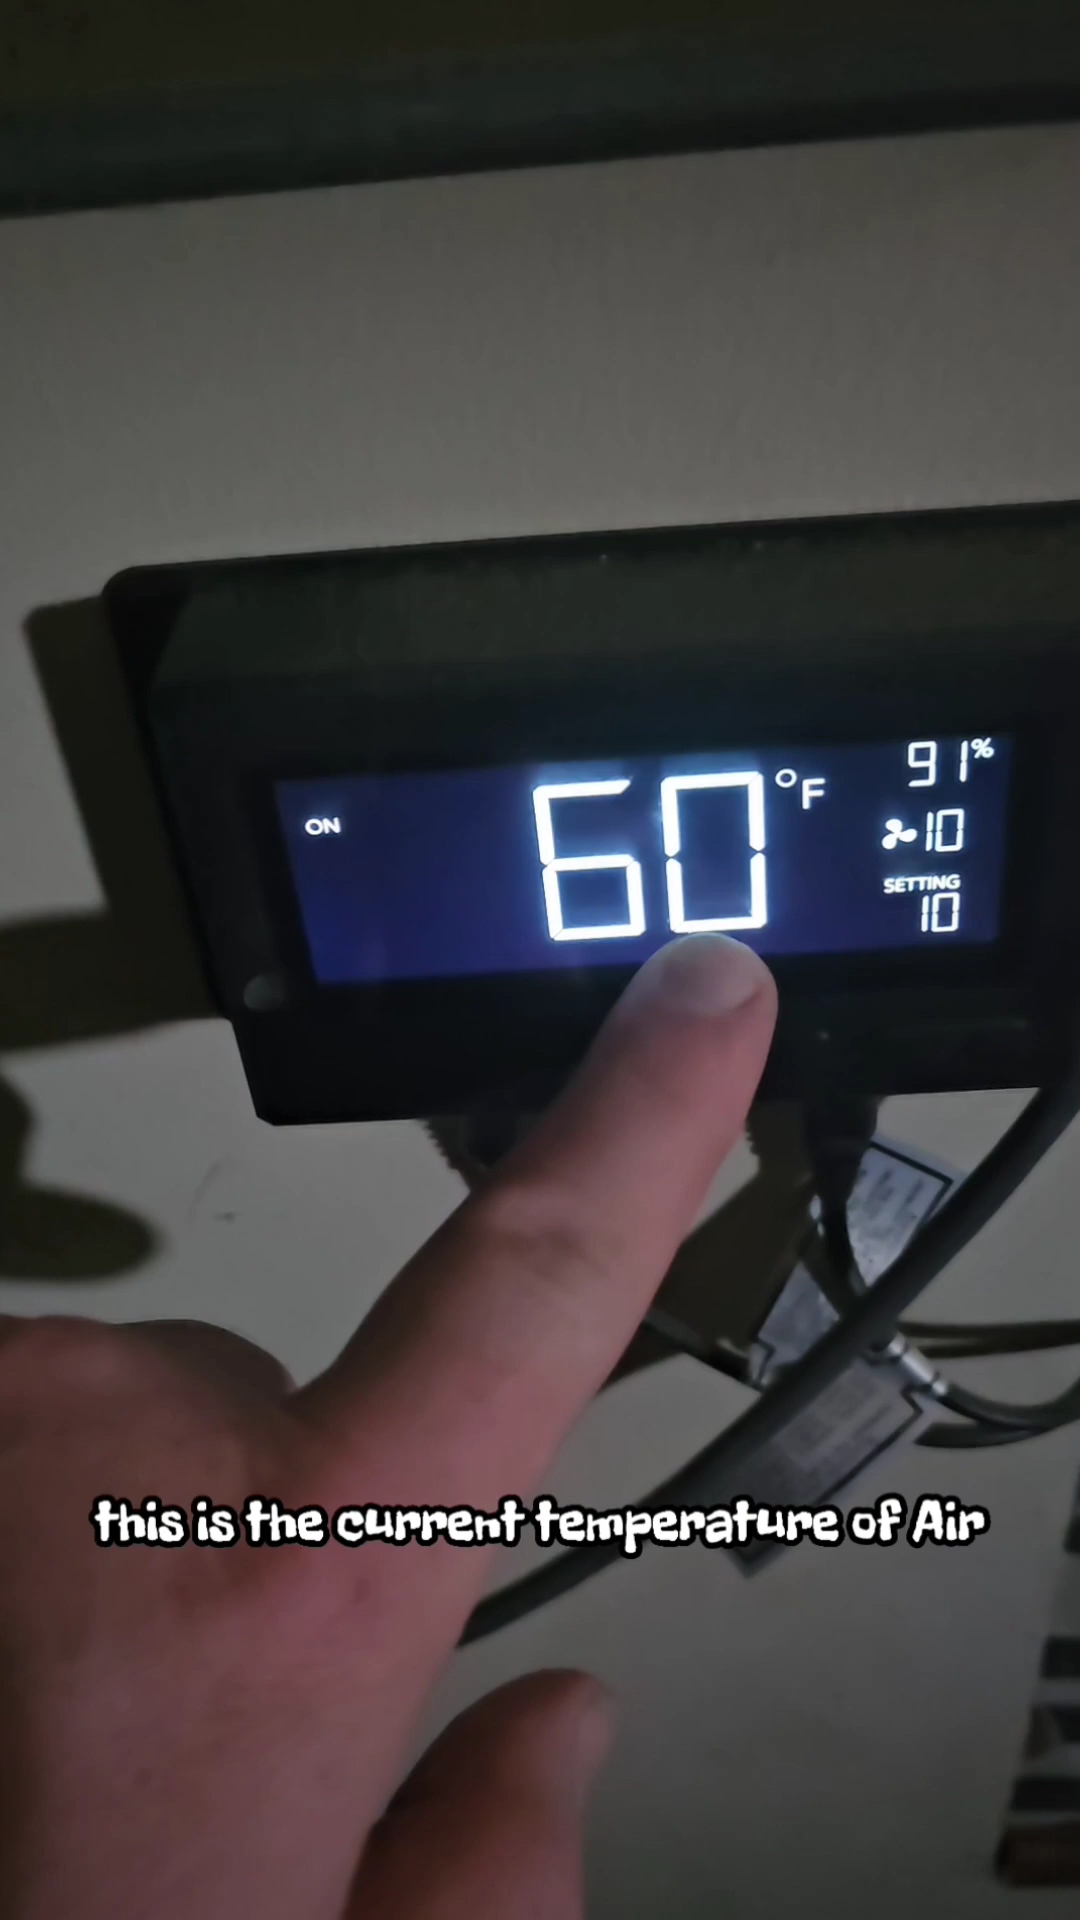 ON
60 °F
91%
10
SETTING
10
this is the current temperature of Air